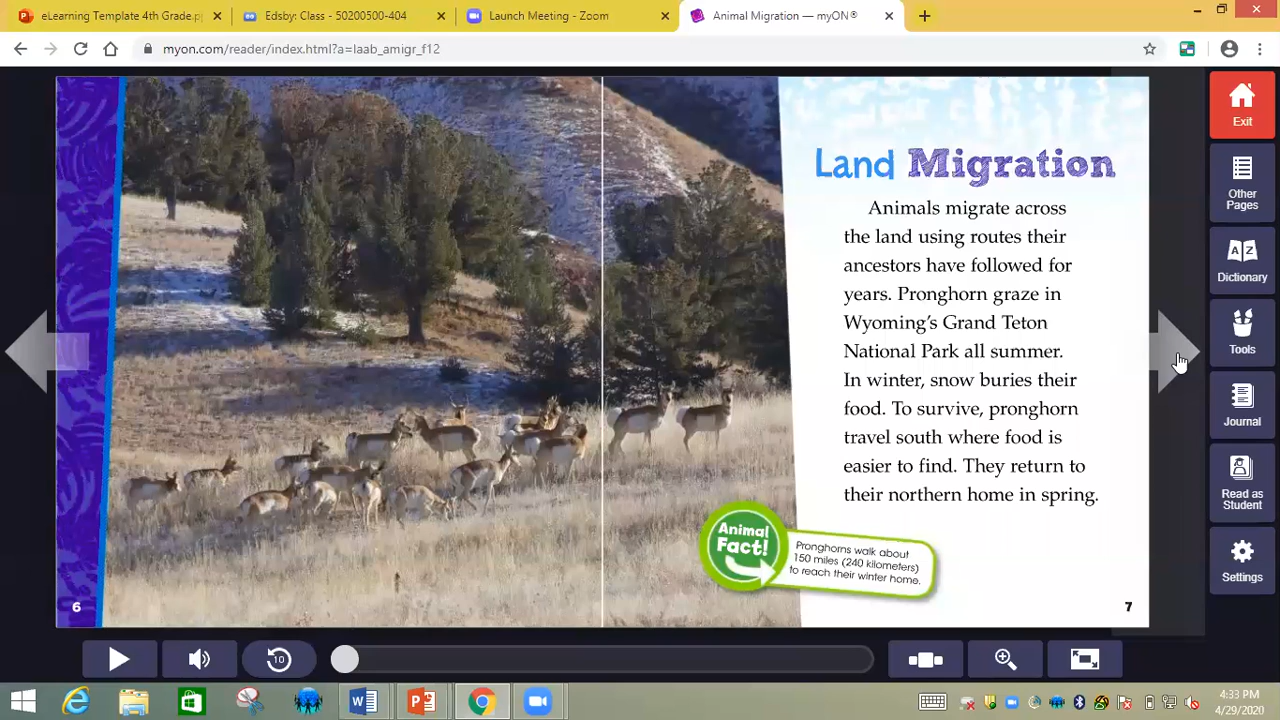 eLearning Template 4th Grade.p
Edsby: Class - 50200500-404
Launch Meeting - Zoom
Animal Migration — myON®
myon.com/reader/index.html?a=laab_amigr_f12
Land Migration
Animals migrate across
the land using routes their
ancestors have followed for
years. Pronghorn graze in
Wyoming's Grand Teton
National Park all summer.
In winter, snow buries their
food. To survive, pronghorn
travel south where food is
easier to find. They return to
their northern home in spring.
Animal
Fact!
Pronghorns walk about
150 miles (240 kilometers)
to reach their winter home.
6
7
Exit
Other
Pages
A Z
Dictionary
Tools
Journal
Read as
Student
Settings
10
4:33 PM
4/29/2020